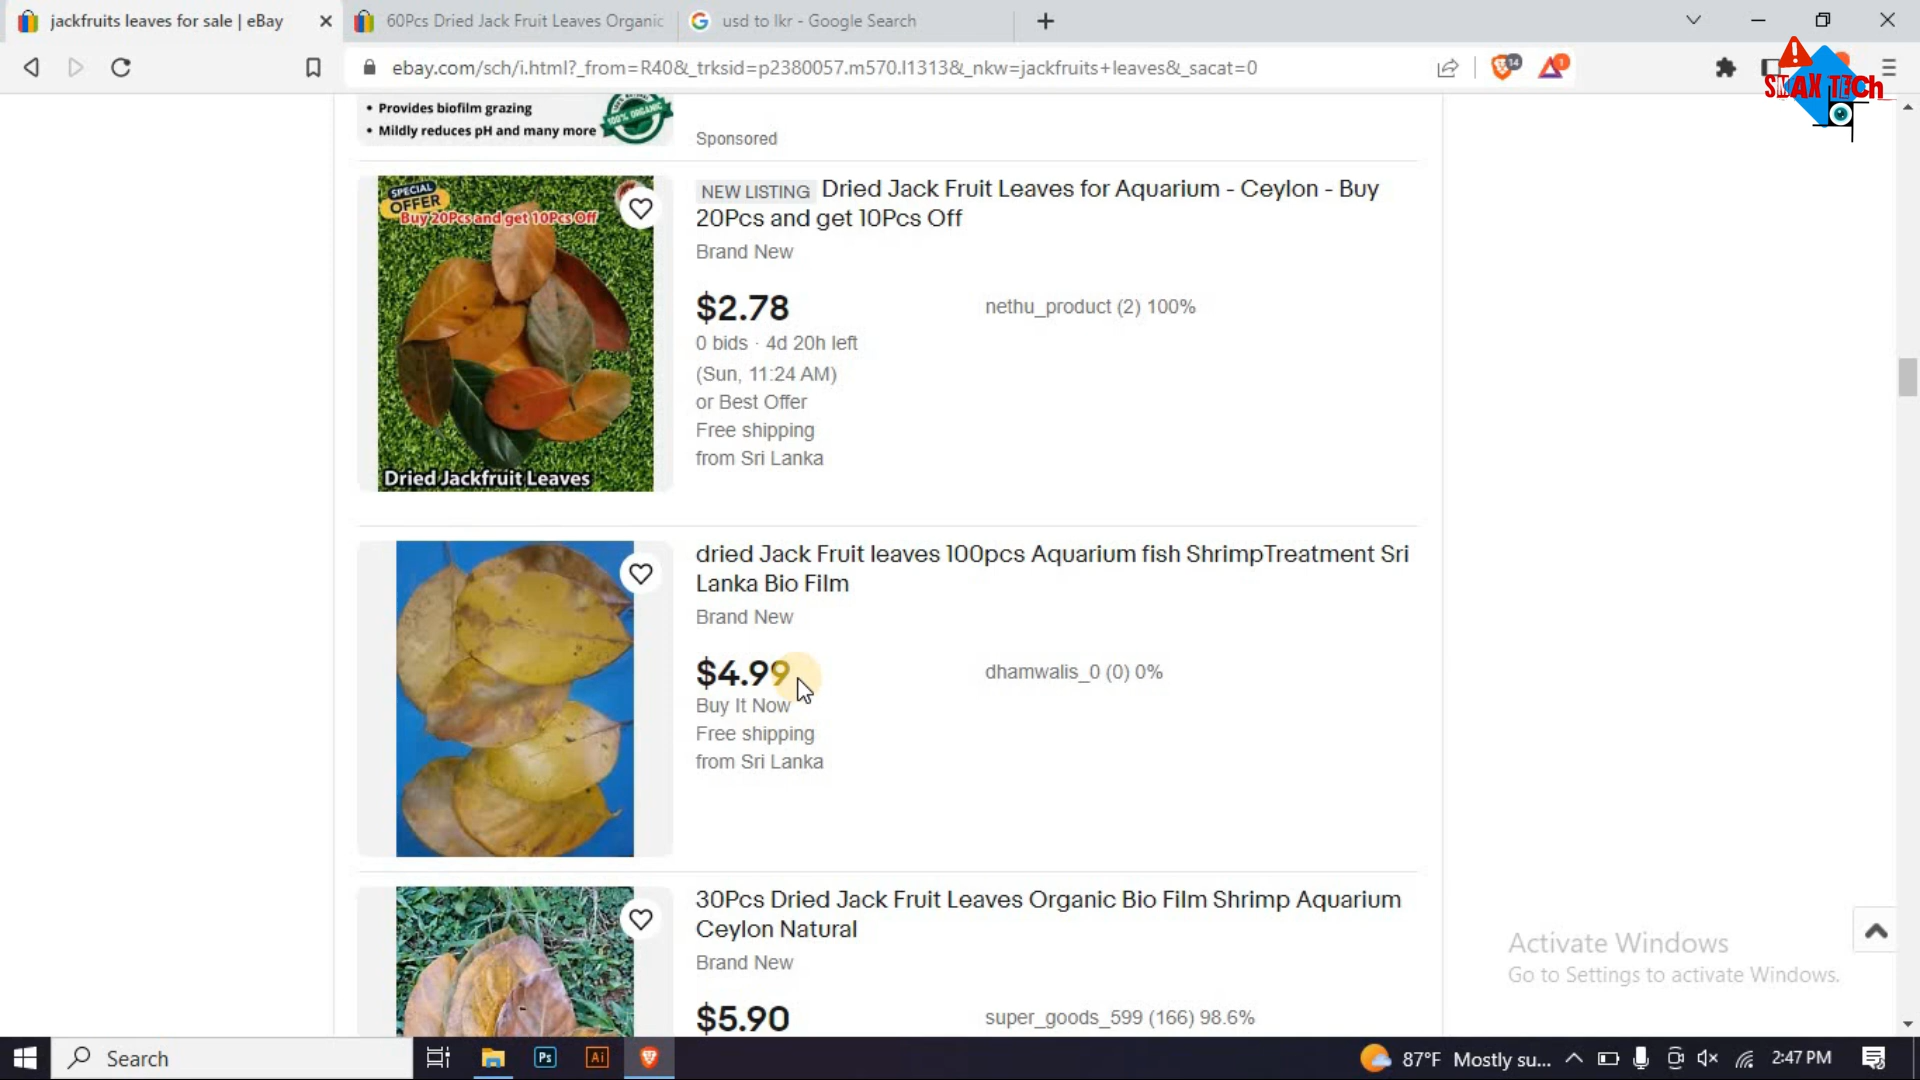 jackfruits leaves for sale | eBay
60Pcs Dried Jack Fruit Leaves Organic
usd to lkr - Google Search
ebay.com/sch/i.html?_from=R40&_trksid=p2380057.m570.l1313&_nkw=jackfruits+leaves&_sacat=0
14
1
SMAX TECh
• Provides biofilm grazing
• Mildly reduces pH and many more
100% ORGANIC
Sponsored
SPECIAL
OFFER
Buy 20Pcs and get 10Pcs Off
Dried Jackfruit Leaves
NEW LISTING Dried Jack Fruit Leaves for Aquarium - Ceylon - Buy
20Pcs and get 10Pcs Off
Brand New
$2.78
nethu_product (2) 100%
0 bids · 4d 20h left
(Sun, 11:24 AM)
or Best Offer
Free shipping
from Sri Lanka
dried Jack Fruit leaves 100pcs Aquarium fish ShrimpTreatment Sri
Lanka Bio Film
Brand New
$4.99
dhamwalis_0 (0) 0%
Buy It Now
Free shipping
from Sri Lanka
30Pcs Dried Jack Fruit Leaves Organic Bio Film Shrimp Aquarium
Ceylon Natural
Brand New
$5.90
super_goods_599 (166) 98.6%
Activate Windows
Go to Settings to activate Windows.
Search
Ps
Ai
87°F Mostly su...
2:47 PM